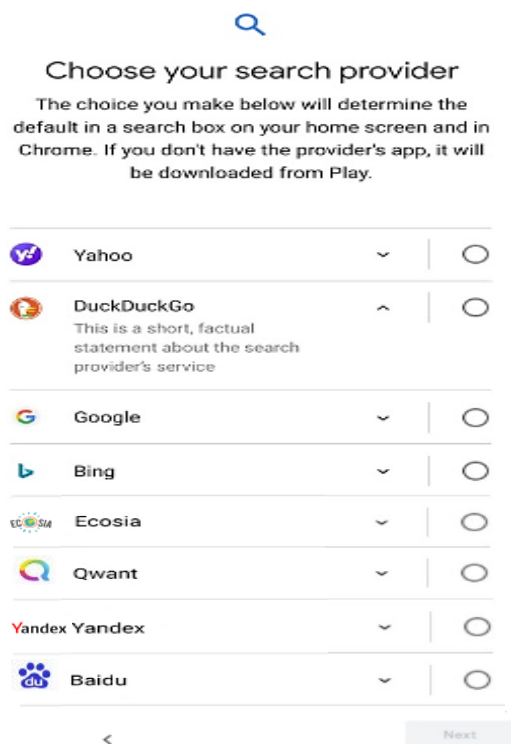 Choose your search provider
The choice you make below will determine the
default in a search box on your home screen and in
Chrome. If you don't have the provider's app, it will
be downloaded from Play.
y! Yahoo
DuckDuckGo
This is a short, factual
statement about the search
provider's service
G Google
b Bing
ECOSIA Ecosia
Qwant
Yandex Yandex
du Baidu
Next